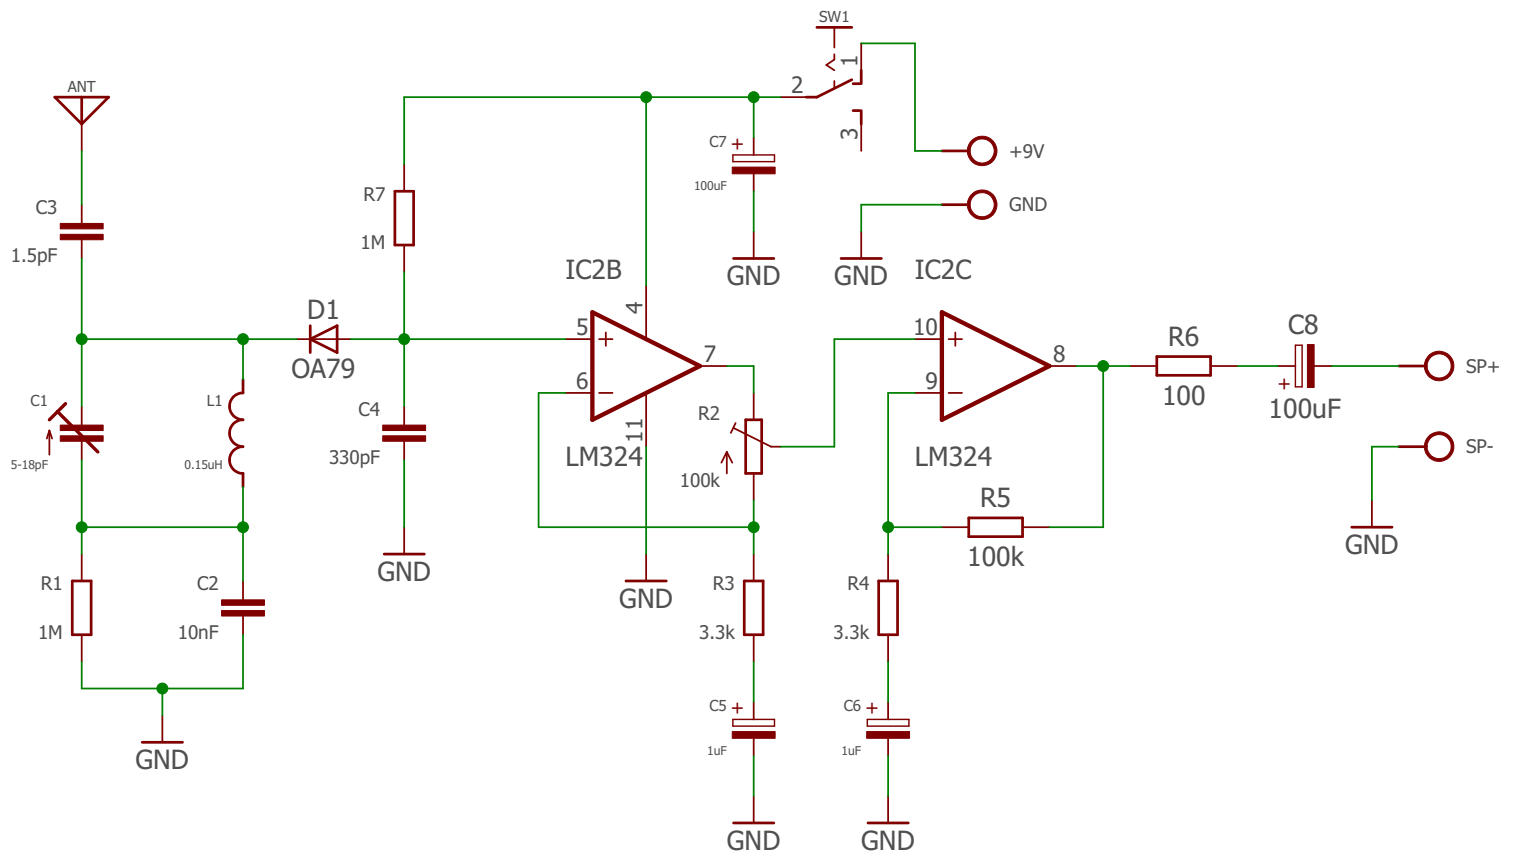 SW1
1
2
3
ANT
C7
+
100uF
+9V
GND
C3
1.5pF
R7
1M
GND
GND
IC2B
IC2C
D1
OA79
5
+
4
6
−
7
11
LM324
10
+
9
−
8
LM324
R6
100
C8
+
100uF
SP+
SP-
GND
C1
5-18pF
L1
0.15uH
C4
330pF
GND
R2
100k
R5
100k
R1
1M
C2
10nF
GND
GND
R3
3.3k
R4
3.3k
C5
+
1uF
C6
+
1uF
GND
GND